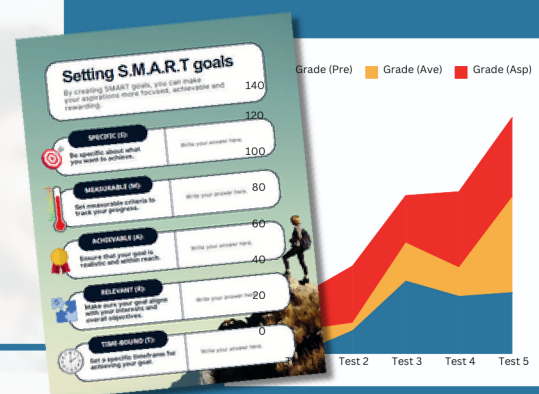 Setting S.M.A.R.T goals
By creating SMART goals, you can make
your aspirations more focused, achievable and
rewarding.
SPECIFIC (S):
Be specific about what
you want to achieve.
Write your answer here.
MEASURABLE (M):
Set measurable criteria to
track your progress.
Write your answer here.
ACHIEVABLE (A):
Ensure that your goal is
realistic and within reach.
Write your answer here.
RELEVANT (R):
Make sure your goal aligns
with your interests and
overall objectives.
Write your answer here.
TIME-BOUND (T):
Set a specific timeframe for
achieving your goal.
Write your answer here.
Grade (Pre) Grade (Ave) Grade (Asp)
140
120
100
80
60
40
20
0
Test 2 Test 3 Test 4 Test 5